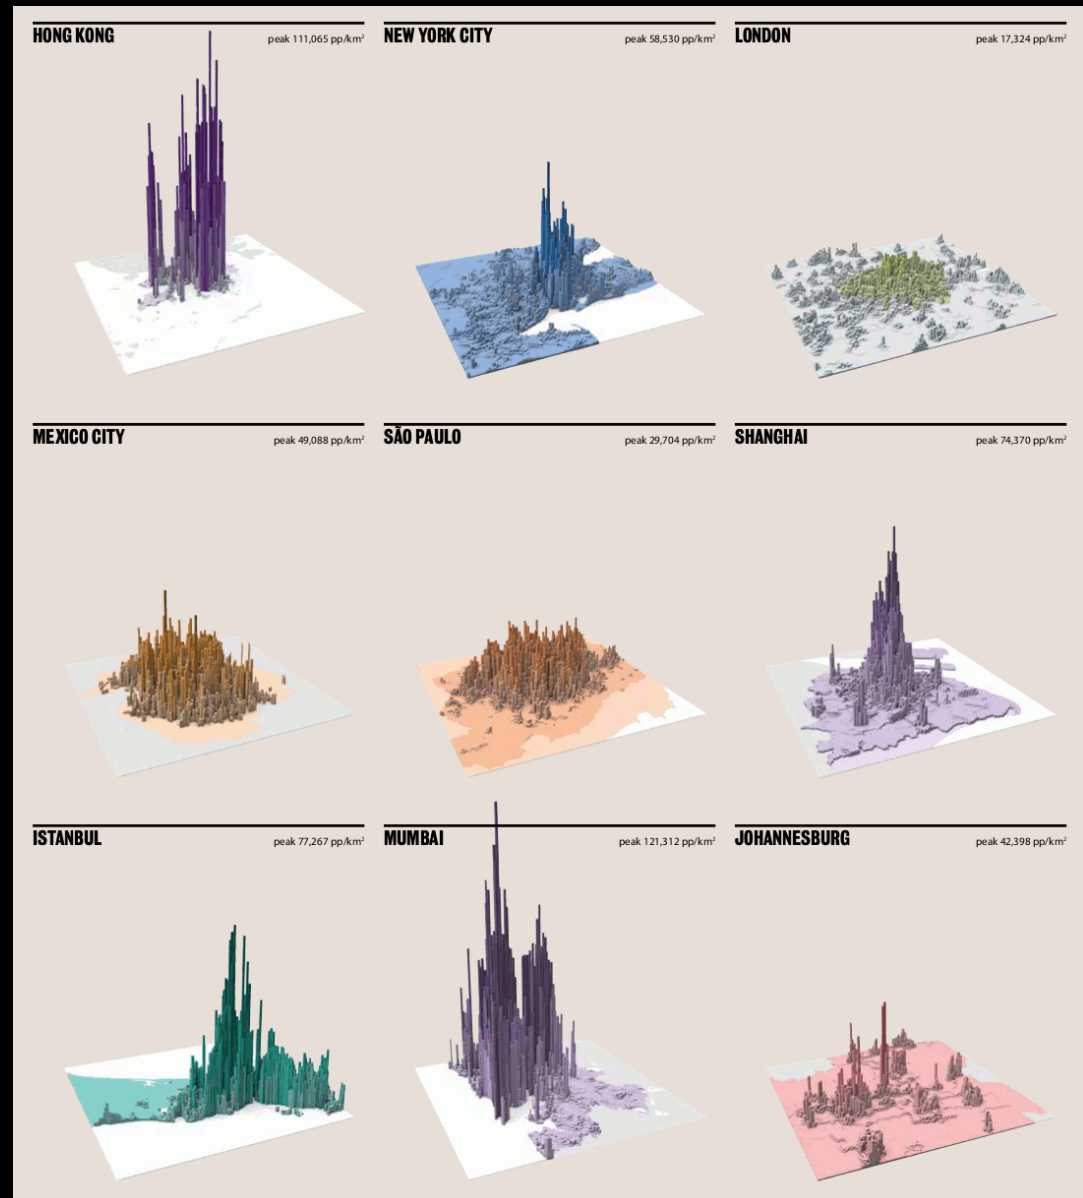 HONG KONG peak 111,065 pp/km²
NEW YORK CITY peak 58,530 pp/km²
LONDON peak 17,324 pp/km²
MEXICO CITY peak 49,088 pp/km²
SÃO PAULO peak 29,704 pp/km²
SHANGHAI peak 74,370 pp/km²
ISTANBUL peak 77,267 pp/km²
MUMBAI peak 121,312 pp/km²
JOHANNESBURG peak 42,398 pp/km²